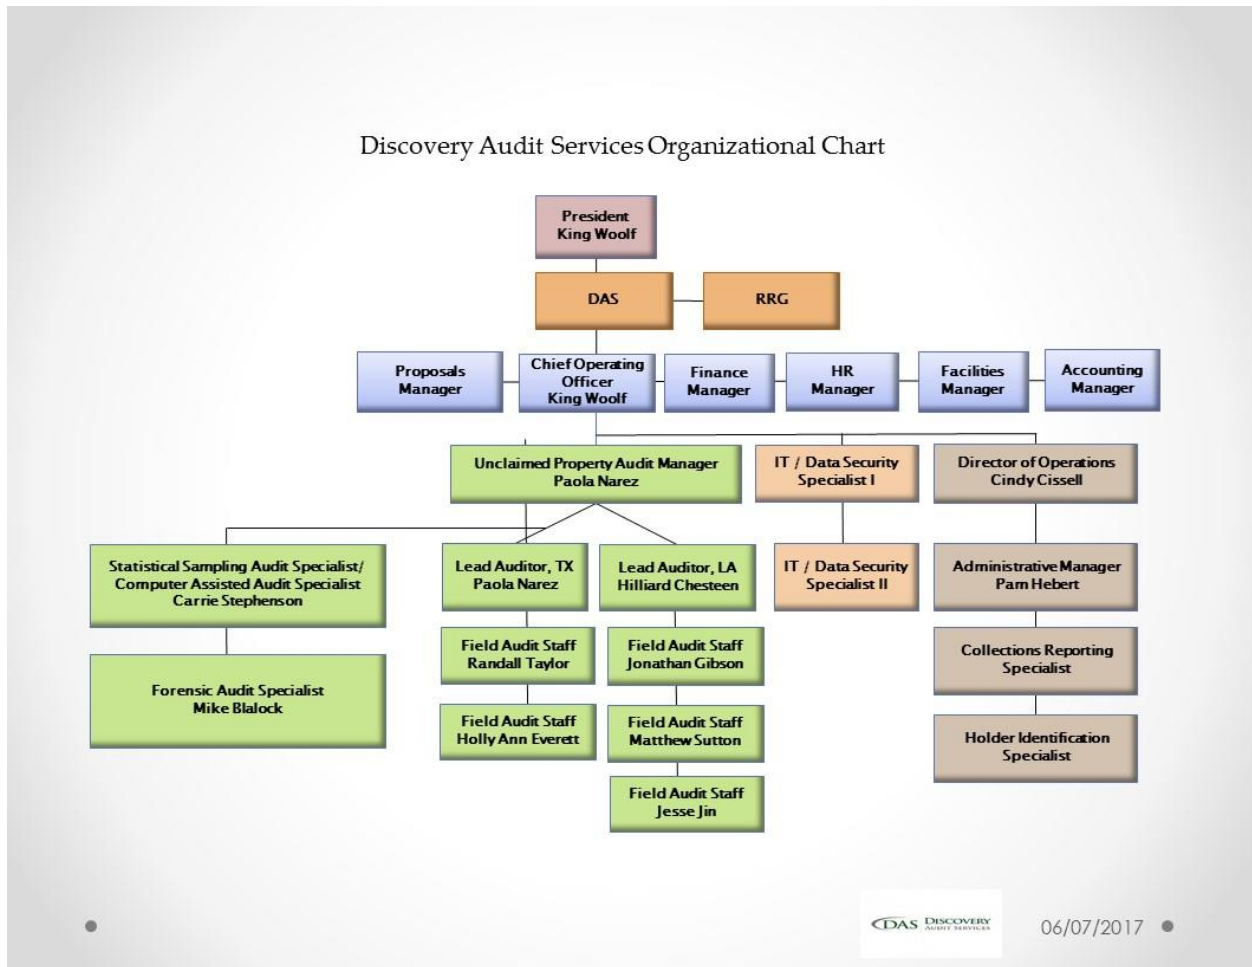 Discovery Audit Services Organizational Chart
President
King Woolf
DAS
RRG
Proposals
Manager
Chief Operating
Officer
King Woolf
Finance
Manager
HR
Manager
Facilities
Manager
Accounting
Manager
Unclaimed Property Audit Manager
Paola Narez
IT / Data Security
Specialist I
Director of Operations
Cindy Cissell
Statistical Sampling Audit Specialist/
Computer Assisted Audit Specialist
Carrie Stephenson
Lead Auditor, TX
Paola Narez
Lead Auditor, LA
Hilliard Chesteen
IT / Data Security
Specialist II
Administrative Manager
Pam Hebert
Forensic Audit Specialist
Mike Blalock
Field Audit Staff
Randall Taylor
Field Audit Staff
Jonathan Gibson
Collections Reporting
Specialist
Field Audit Staff
Holly Ann Everett
Field Audit Staff
Matthew Sutton
Holder Identification
Specialist
Field Audit Staff
Jesse Jin
DAS DISCOVERY
AUDIT SERVICES
06/07/2017